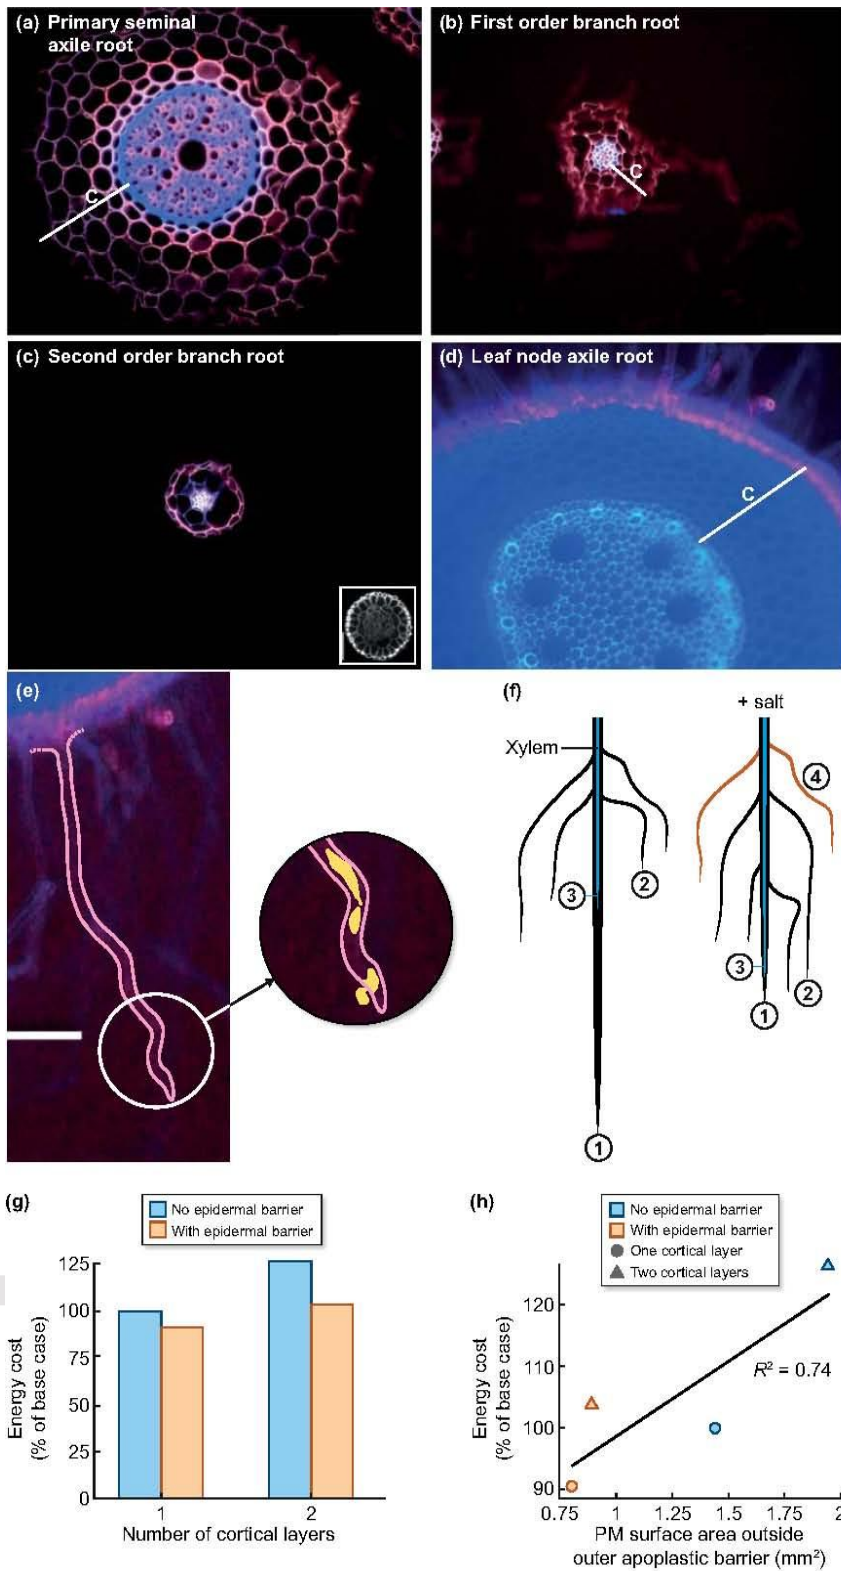 (a) Primary seminal
axile root
C
(b) First order branch root
C
(c) Second order branch root
(d) Leaf node axile root
C
(e)
(f)
+ salt
Xylem
4
3
2
3
2
1
1
(g)
No epidermal barrier
With epidermal barrier
Energy cost
(% of base case)
125
100
75
50
25
0
1
2
Number of cortical layers
(h)
No epidermal barrier
With epidermal barrier
One cortical layer
Two cortical layers
Energy cost
(% of base case)
120
110
100
90
R² = 0.74
0.75
1
1.25
1.5
1.75
2
PM surface area outside
outer apoplastic barrier (mm²)